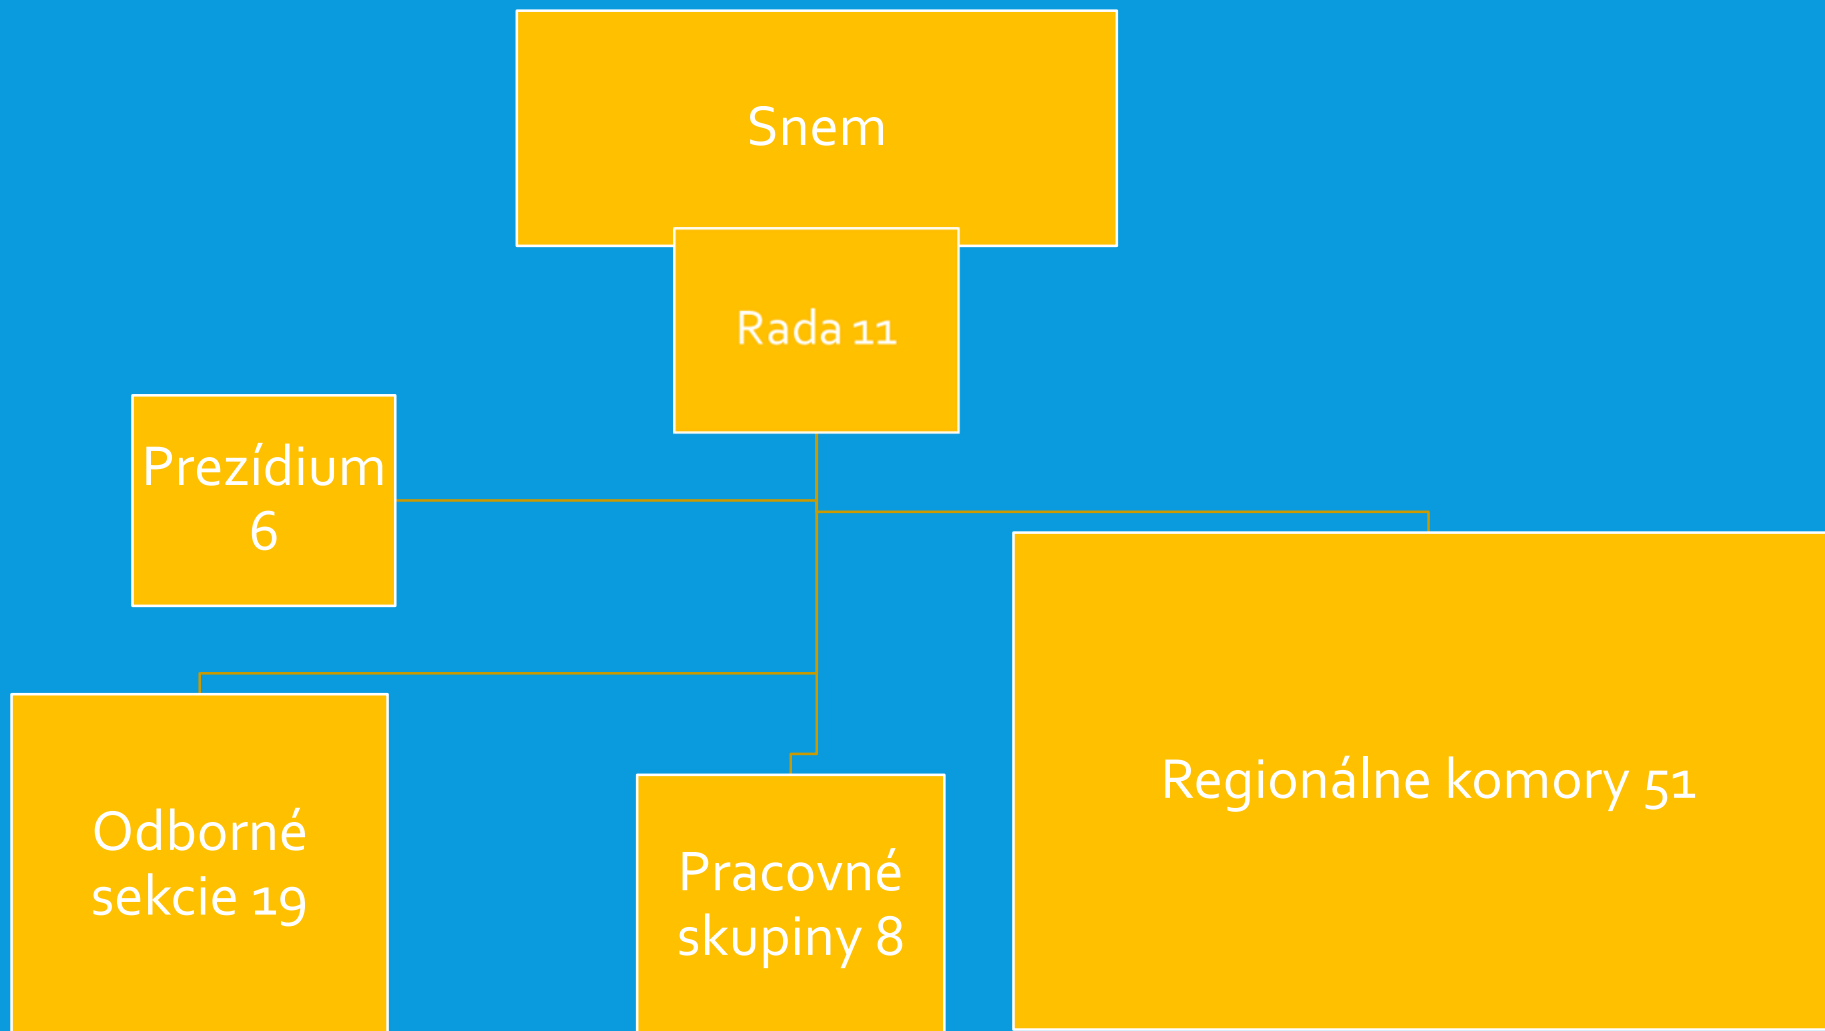 Snem
Rada 11
Prezídium
6
Odborné
sekcie 19
Pracovné
skupiny 8
Regionálne komory 51